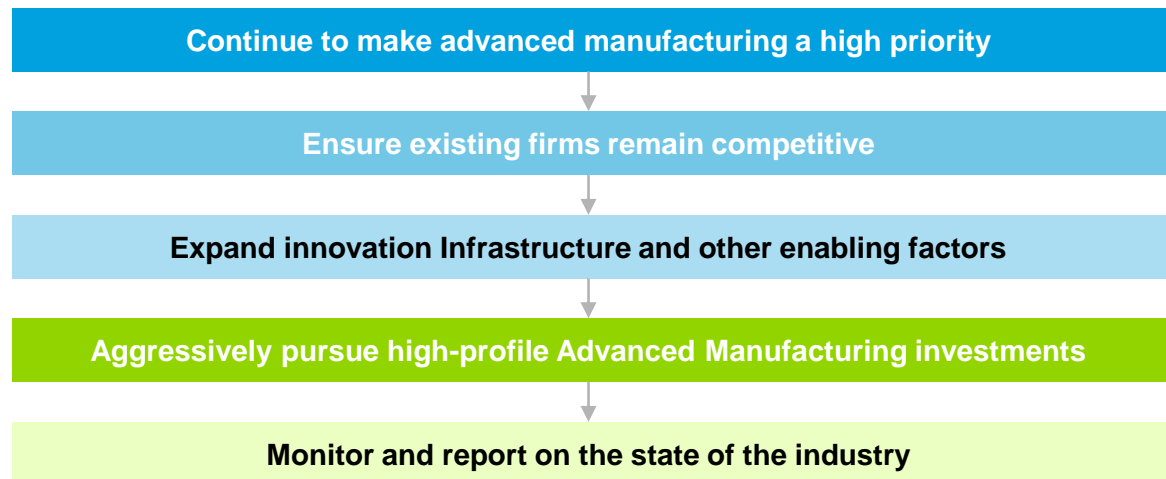 Continue to make advanced manufacturing a high priority
Ensure existing firms remain competitive
Expand innovation Infrastructure and other enabling factors
Aggressively pursue high-profile Advanced Manufacturing investments
Monitor and report on the state of the industry